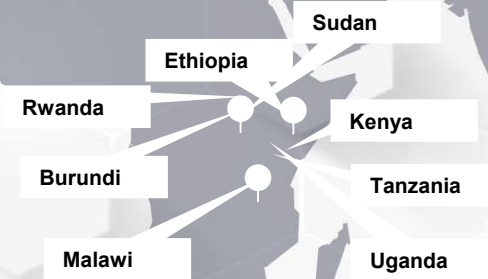 Sudan
Ethiopia
Rwanda
Kenya
Burundi
Tanzania
Malawi
Uganda